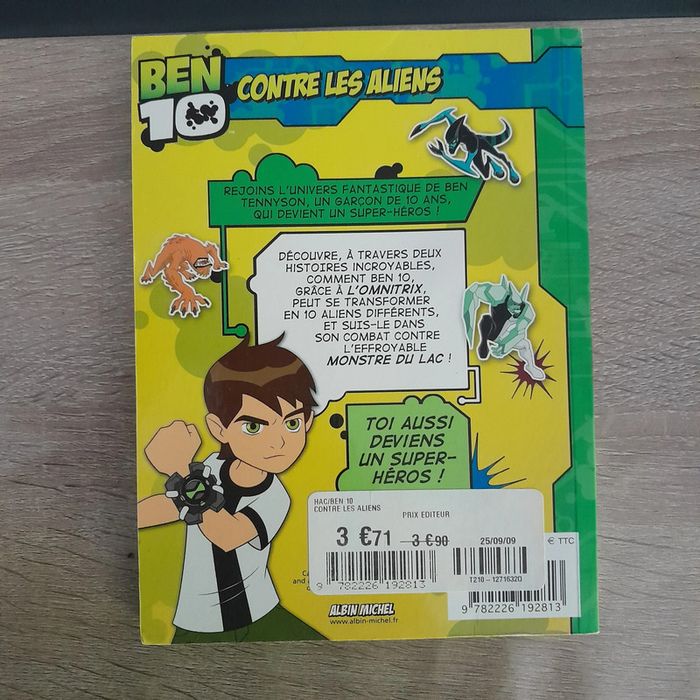 BEN
10
CONTRE LES ALIENS
REJOINS L'UNIVERS FANTASTIQUE DE BEN
TENNYSON, UN GARÇON DE 10 ANS,
QUI DEVIENT UN SUPER-HÉROS !
DÉCOUVRE, À TRAVERS DEUX
HISTOIRES INCROYABLES,
COMMENT BEN 10,
GRÂCE À L'OMNITRIX,
PEUT SE TRANSFORMER
EN 10 ALIENS DIFFÉRENTS,
ET SUIS-LE DANS
SON COMBAT CONTRE
L'EFFROYABLE
MONSTRE DU LAC !
TOI AUSSI
DEVIENS
UN SUPER-
HÉROS !
HAC/BEN 10
CONTRE LES ALIENS
PRIX EDITEUR
3 €71
3 €90
25/09/09
€ TTC
9 782226 192813
T210 - 1271632O
9 782226 192813
ALBIN MICHEL
www.albin-michel.fr